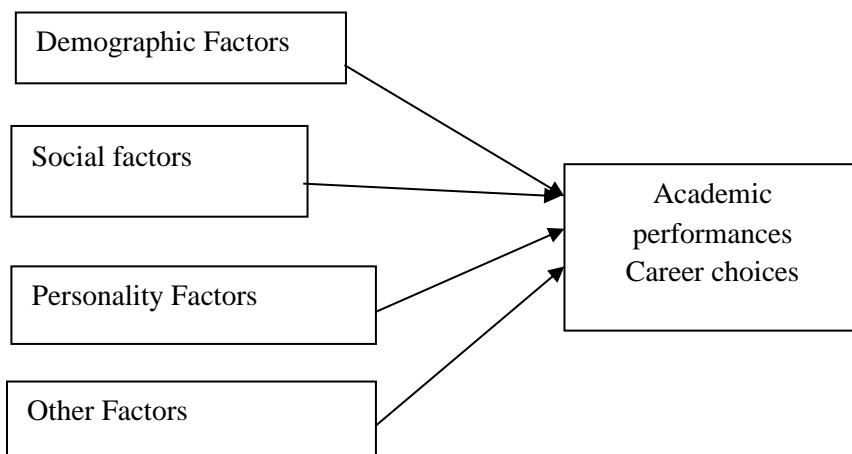 Demographic Factors
Social factors
Personality Factors
Other Factors
Academic
performances
Career choices